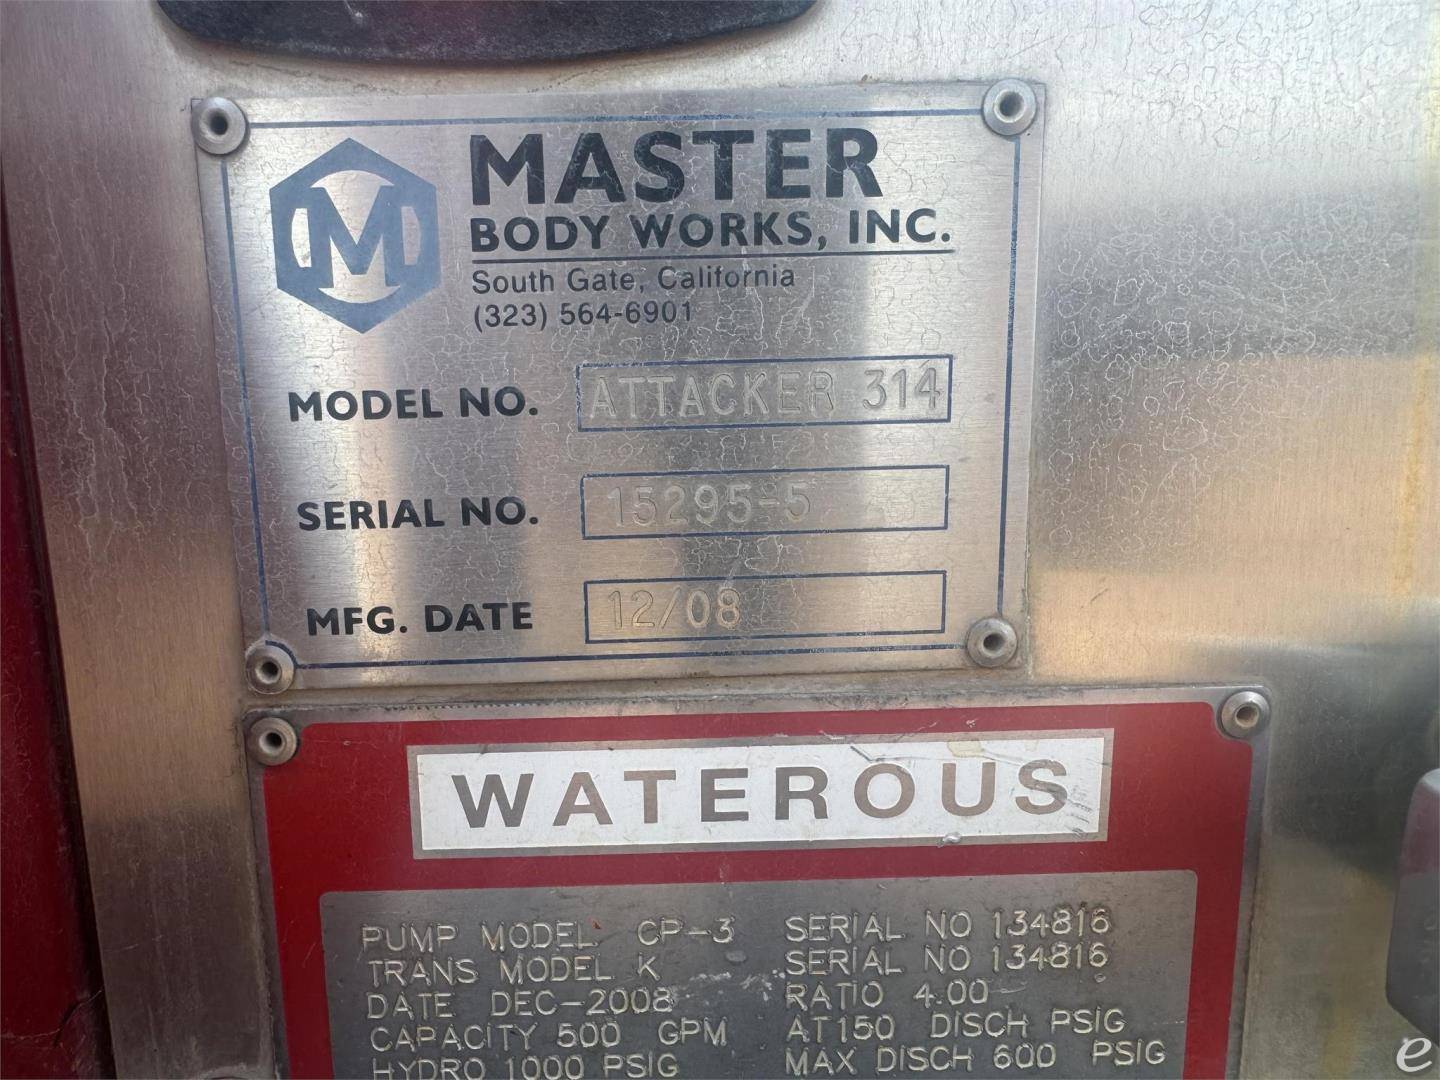 M
MASTER
BODY WORKS, INC.
South Gate, California
(323) 564-6901
MODEL NO. ATTACKER 314
SERIAL NO. 15295-5
MFG. DATE 12/08
WATEROUS
PUMP MODEL CP-3 SERIAL NO 134816
TRANS MODEL K SERIAL NO 134816
DATE DEC-2008 RATIO 4.00
CAPACITY 500 GPM AT150 DISCH PSIG
HYDRO 1000 PSIG MAX DISCH 600 PSIG
e